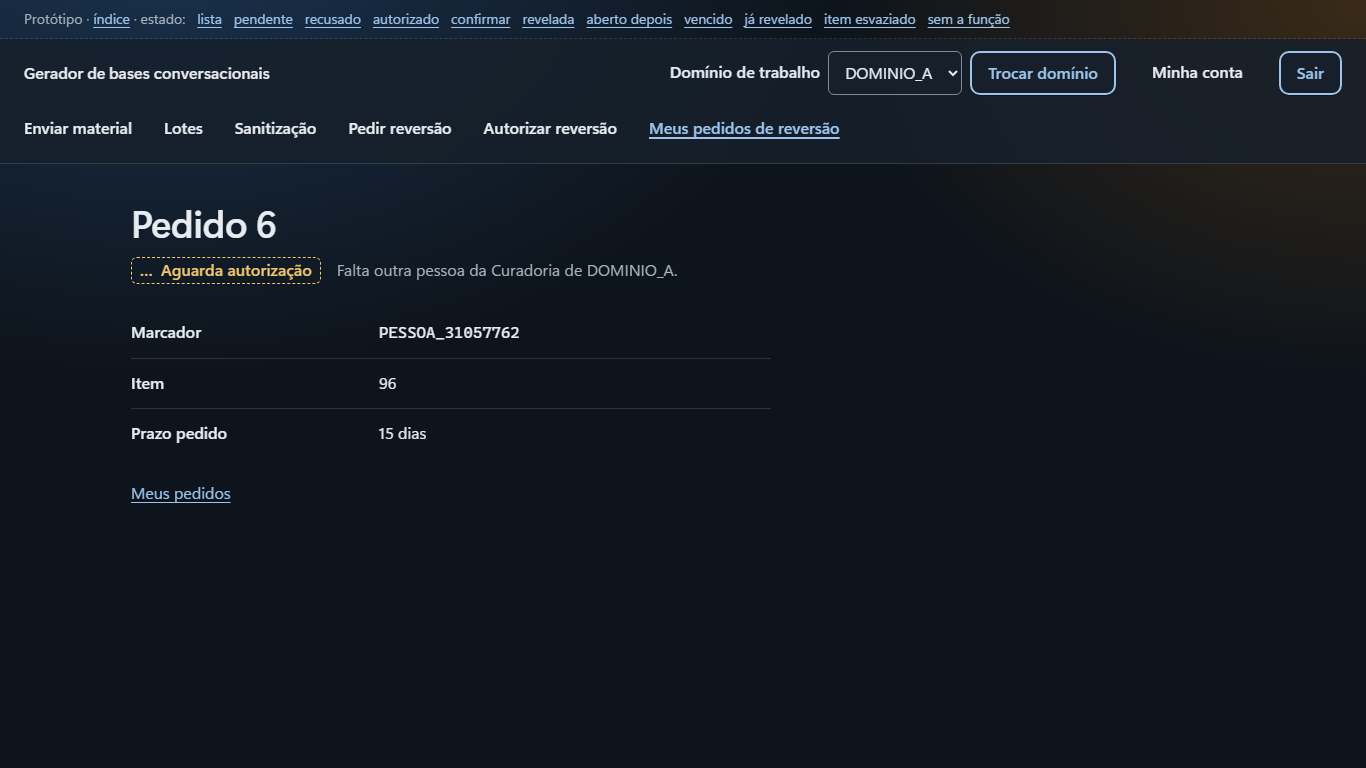 Protótipo · índice · estado: lista pendente recusado autorizado confirmar revelada aberto depois vencido já revelado item esvaziado sem a função
Gerador de bases conversacionais Domínio de trabalho DOMINIO_A Trocar domínio Minha conta Sair
Enviar material Lotes Sanitização Pedir reversão Autorizar reversão Meus pedidos de reversão
Pedido 6
... Aguarda autorização Falta outra pessoa da Curadoria de DOMINIO_A.
Marcador PESSOA_31057762
Item 96
Prazo pedido 15 dias
Meus pedidos